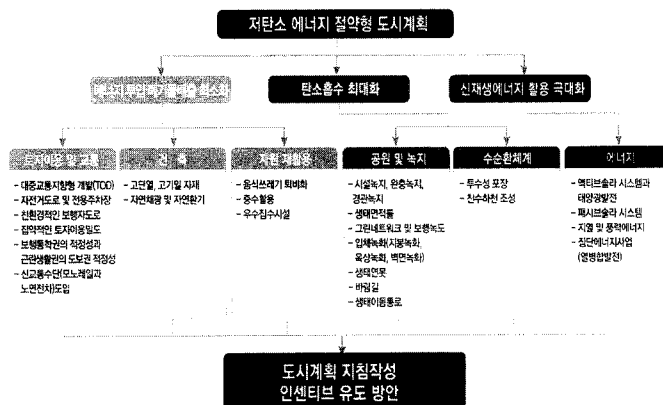 저탄소 에너지 절약형 도시계획
에너지 투입/폐기물배출 최소화
탄소흡수 최대화
신재생에너지 활용 극대화
토지이용 및 교통
- 대중교통지향형 개발(TOD)
- 자전거도로 및 전용주차장
- 친환경적인 보행자도로
- 집약적인 토지이용밀도
- 보행통학권의 적정성과
근린생활권의 도보권 적정성
- 신교통수단(모노레일과
노면전차)도입
건 축
- 고단열, 고기밀 자재
- 자연채광 및 자연환기
자원 재활용
- 음식쓰레기 퇴비화
- 중수활용
- 우수집수시설
공원 및 녹지
- 시설녹지, 완충녹지,
경관녹지
- 생태면적률
- 그린네트워크 및 보행녹도
- 입체녹화(지붕녹화,
옥상녹화, 벽면녹화)
- 생태연못
- 바람길
- 생태이동통로
수순환체계
- 투수성 포장
- 친수하천 조성
에너지
- 액티브솔라 시스템과
태양광발전
- 패시브솔라 시스템
- 지열 및 풍력에너지
- 집단에너지사업
(열병합발전)
도시계획 지침작성
인센티브 유도 방안